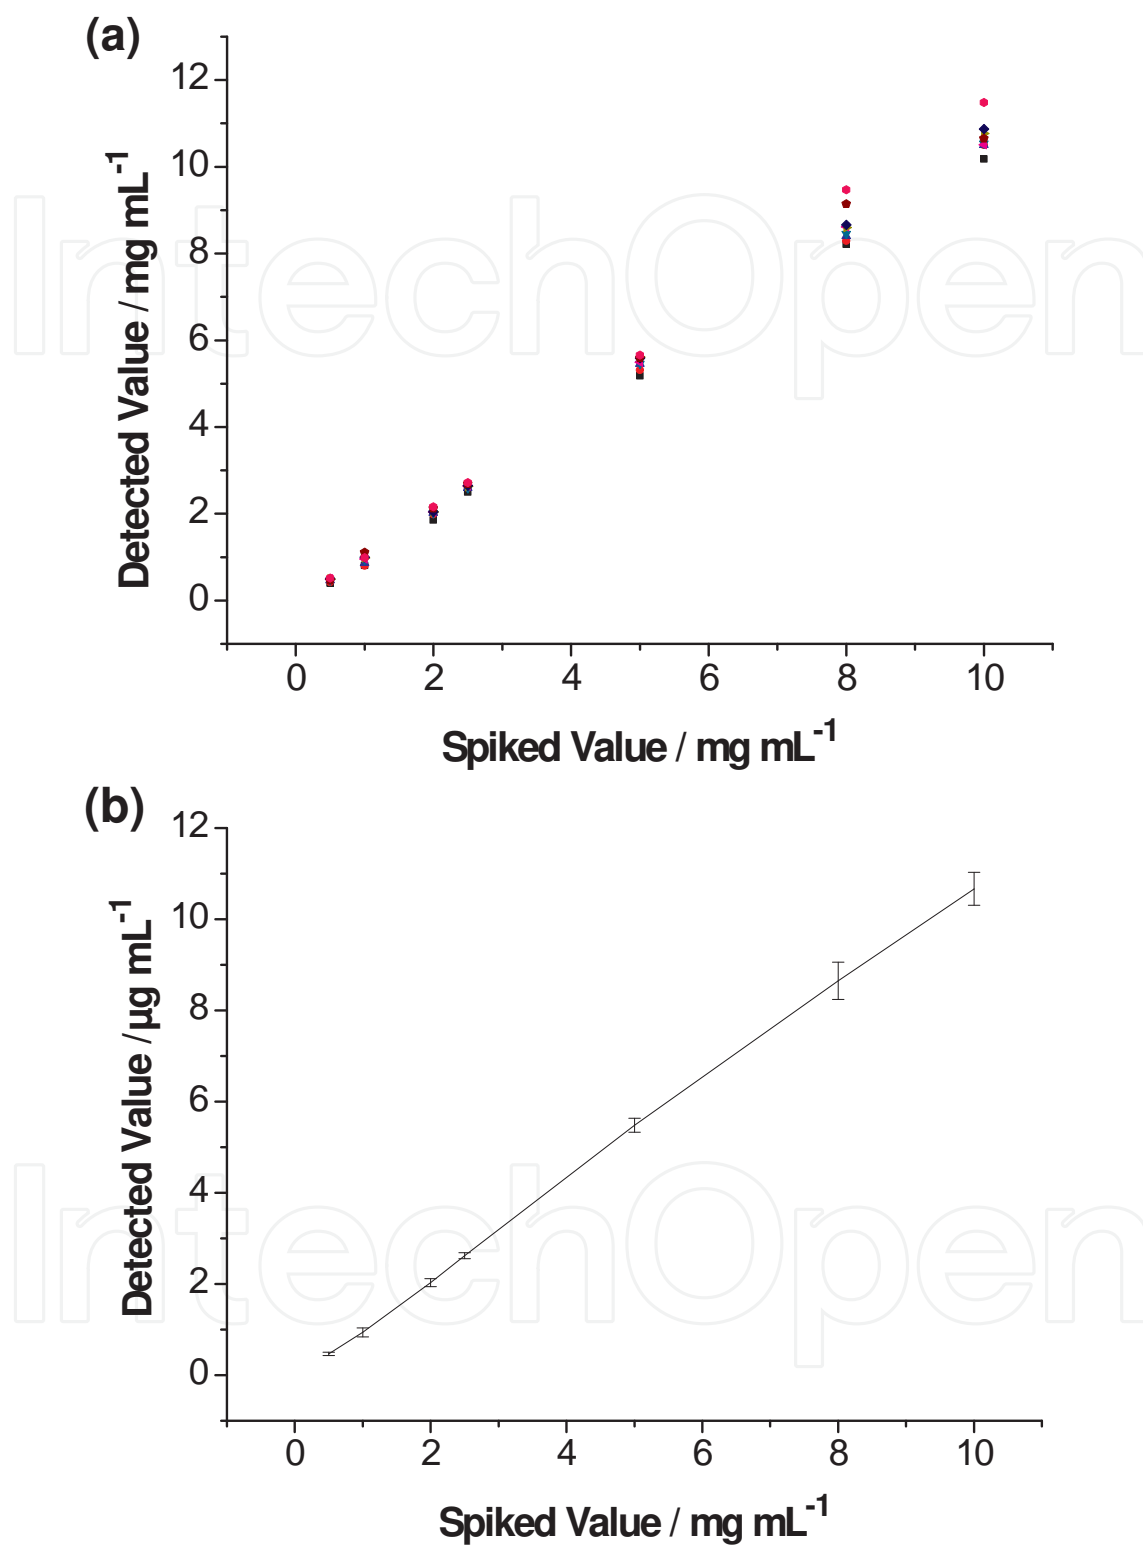 (a)
12
10
8
6
4
2
0
Detected Value / mg mL⁻¹
0 2 4 6 8 10
Spiked Value / mg mL⁻¹
IntechOpen
(b)
12
10
8
6
4
2
0
Detected Value /µg mL⁻¹
0 2 4 6 8 10
Spiked Value / mg mL⁻¹
IntechOpen